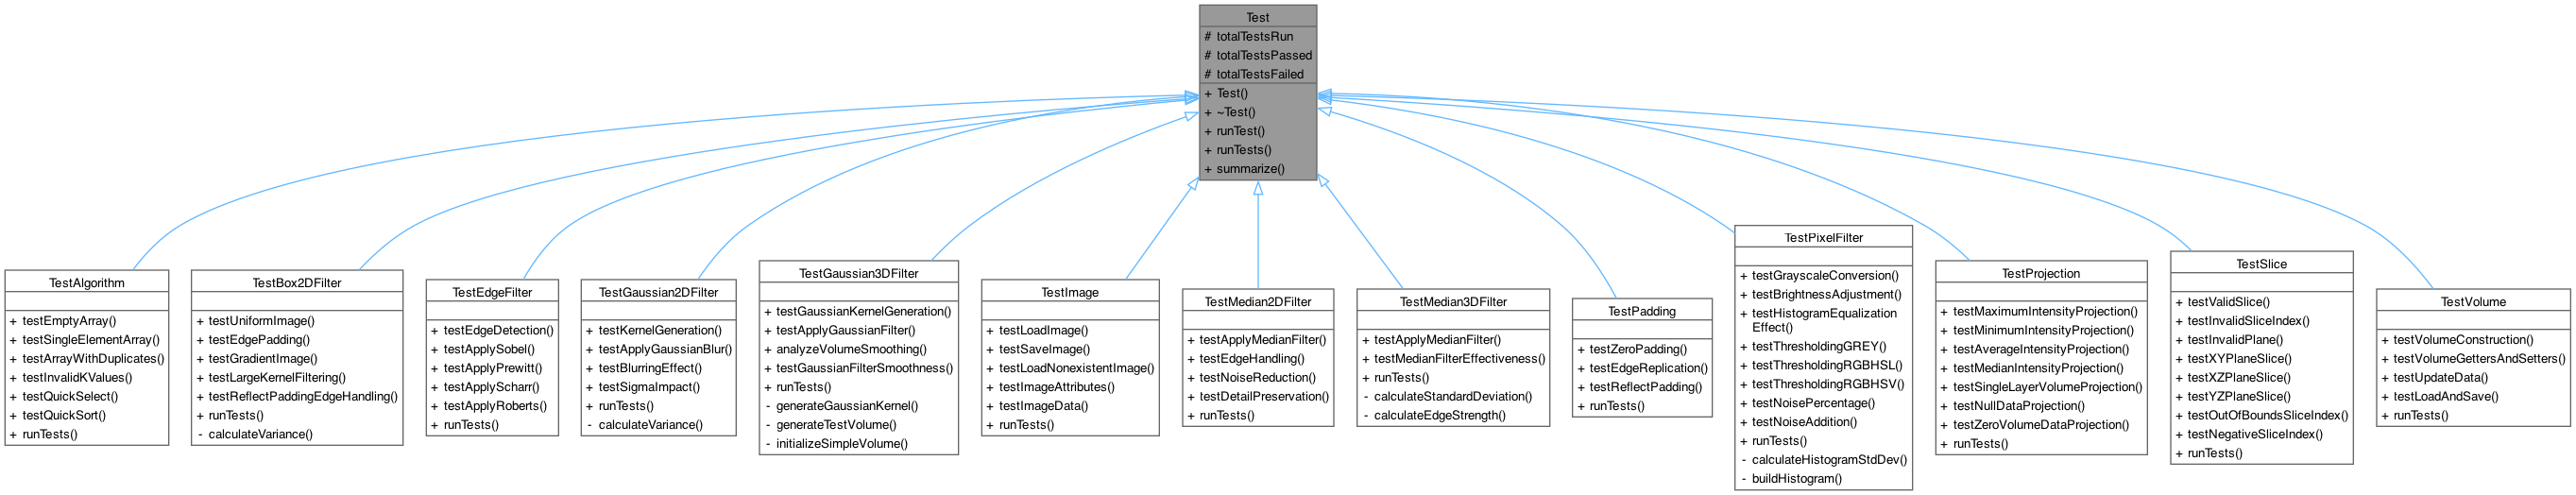 Test
# totalTestsRun
# totalTestsPassed
# totalTestsFailed
+ Test()
+ ~Test()
+ runTest()
+ runTests()
+ summarize()
TestAlgorithm
+ testEmptyArray()
+ testSingleElementArray()
+ testArrayWithDuplicates()
+ testInvalidKValues()
+ testQuickSelect()
+ testQuickSort()
+ runTests()
TestBox2DFilter
+ testUniformImage()
+ testEdgePadding()
+ testGradientImage()
+ testLargeKernelFiltering()
+ testReflectPaddingEdgeHandling()
+ runTests()
- calculateVariance()
TestEdgeFilter
+ testEdgeDetection()
+ testApplySobel()
+ testApplyPrewitt()
+ testApplyScharr()
+ testApplyRoberts()
+ runTests()
TestGaussian2DFilter
+ testKernelGeneration()
+ testApplyGaussianBlur()
+ testBlurringEffect()
+ testSigmaImpact()
+ runTests()
- calculateVariance()
TestGaussian3DFilter
+ testGaussianKernelGeneration()
+ testApplyGaussianFilter()
+ analyzeVolumeSmoothing()
+ testGaussianFilterSmoothness()
+ runTests()
- generateGaussianKernel()
- generateTestVolume()
- initializeSimpleVolume()
TestImage
+ testLoadImage()
+ testSaveImage()
+ testLoadNonexistentImage()
+ testImageAttributes()
+ testImageData()
+ runTests()
TestMedian2DFilter
+ testApplyMedianFilter()
+ testEdgeHandling()
+ testNoiseReduction()
+ testDetailPreservation()
+ runTests()
TestMedian3DFilter
+ testApplyMedianFilter()
+ testMedianFilterEffectiveness()
+ runTests()
- calculateStandardDeviation()
- calculateEdgeStrength()
TestPadding
+ testZeroPadding()
+ testEdgeReplication()
+ testReflectPadding()
+ runTests()
TestPixelFilter
+ testGrayscaleConversion()
+ testBrightnessAdjustment()
+ testHistogramEqualization
Effect()
+ testThresholdingGREY()
+ testThresholdingRGBHSL()
+ testThresholdingRGBHSV()
+ testNoisePercentage()
+ testNoiseAddition()
+ runTests()
- calculateHistogramStdDev()
- buildHistogram()
TestProjection
+ testMaximumIntensityProjection()
+ testMinimumIntensityProjection()
+ testAverageIntensityProjection()
+ testMedianIntensityProjection()
+ testSingleLayerVolumeProjection()
+ testNullDataProjection()
+ testZeroVolumeDataProjection()
+ runTests()
TestSlice
+ testValidSlice()
+ testInvalidSliceIndex()
+ testInvalidPlane()
+ testXYPlaneSlice()
+ testXZPlaneSlice()
+ testYZPlaneSlice()
+ testOutOfBoundsSliceIndex()
+ testNegativeSliceIndex()
+ runTests()
TestVolume
+ testVolumeConstruction()
+ testVolumeGettersAndSetters()
+ testUpdateData()
+ testLoadAndSave()
+ runTests()